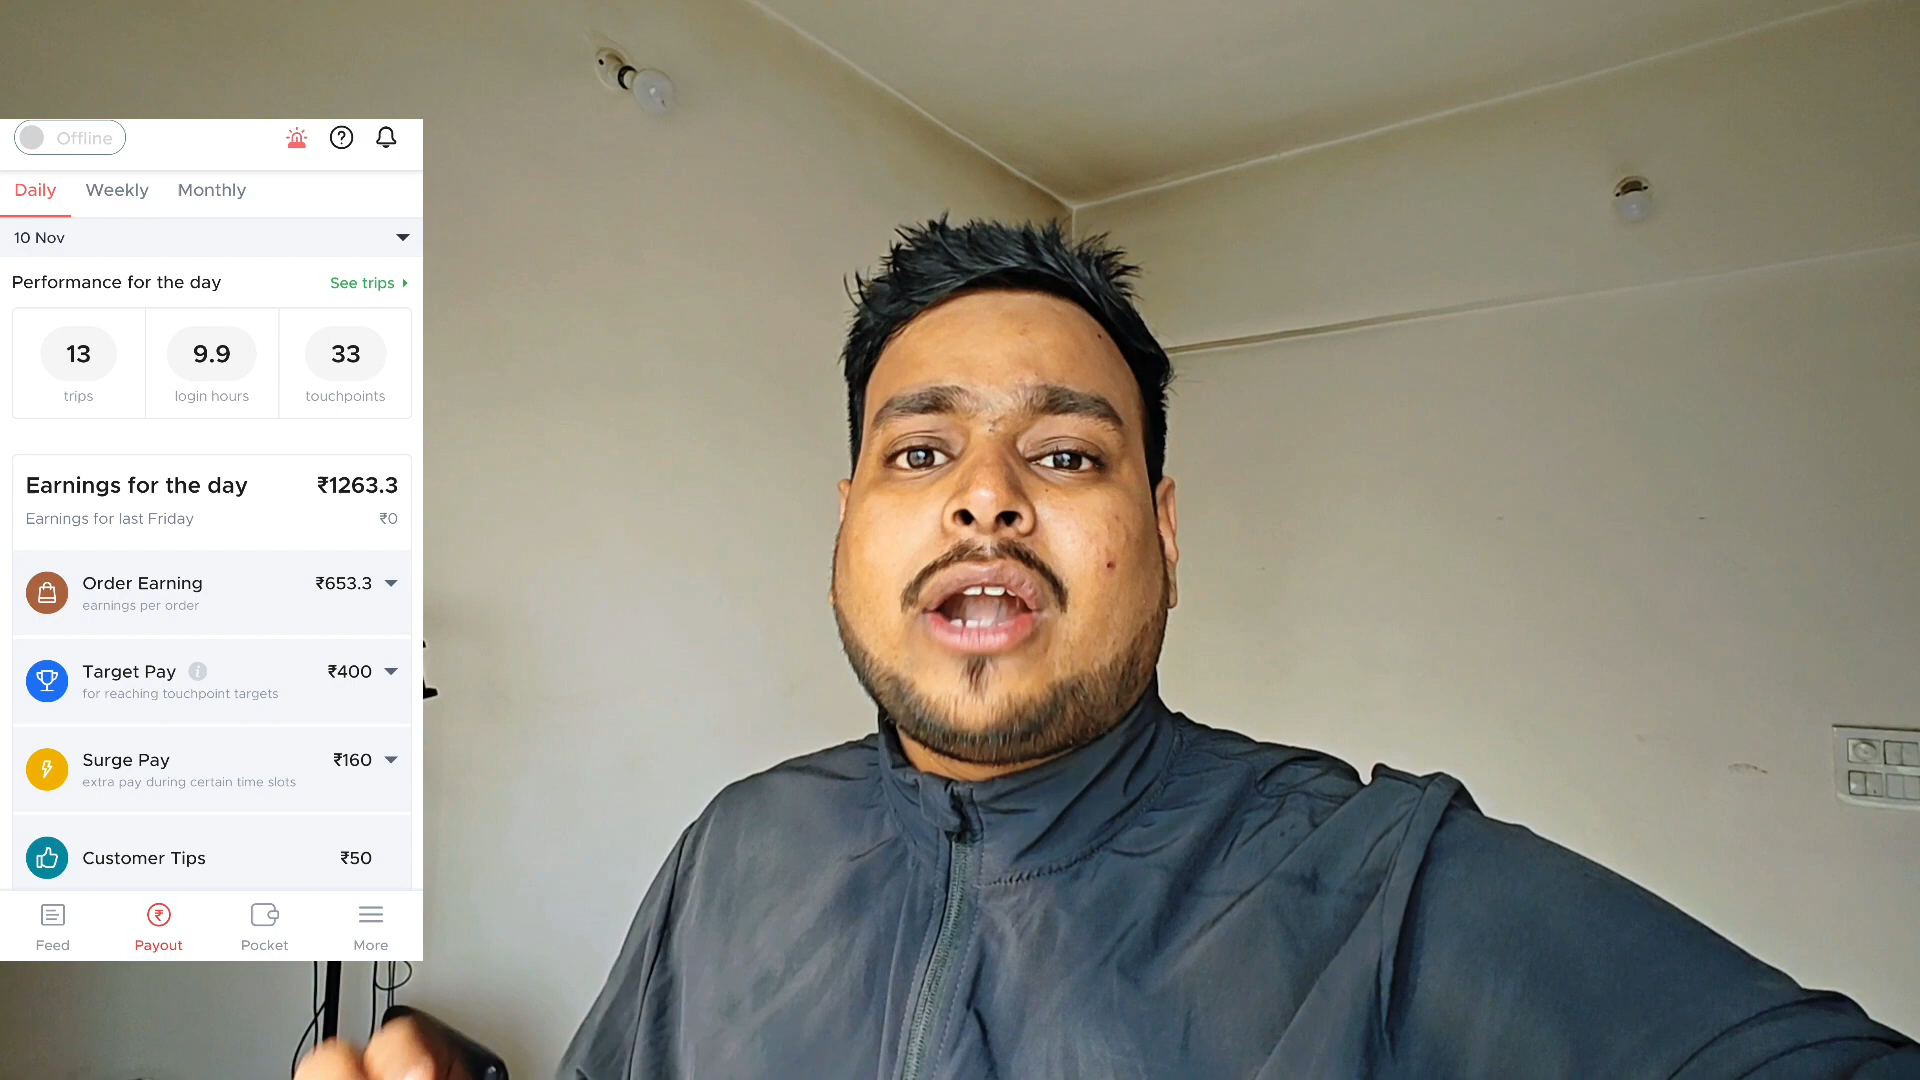 Offline
Daily Weekly Monthly
10 Nov
Performance for the day See trips
13 9.9 33
trips login hours touchpoints
Earnings for the day ₹1263.3
Earnings for last Friday ₹0
Order Earning ₹653.3
earnings per order
Target Pay i ₹400
for reaching touchpoint targets
Surge Pay ₹160
extra pay during certain time slots
Customer Tips ₹50
Feed Payout Pocket More